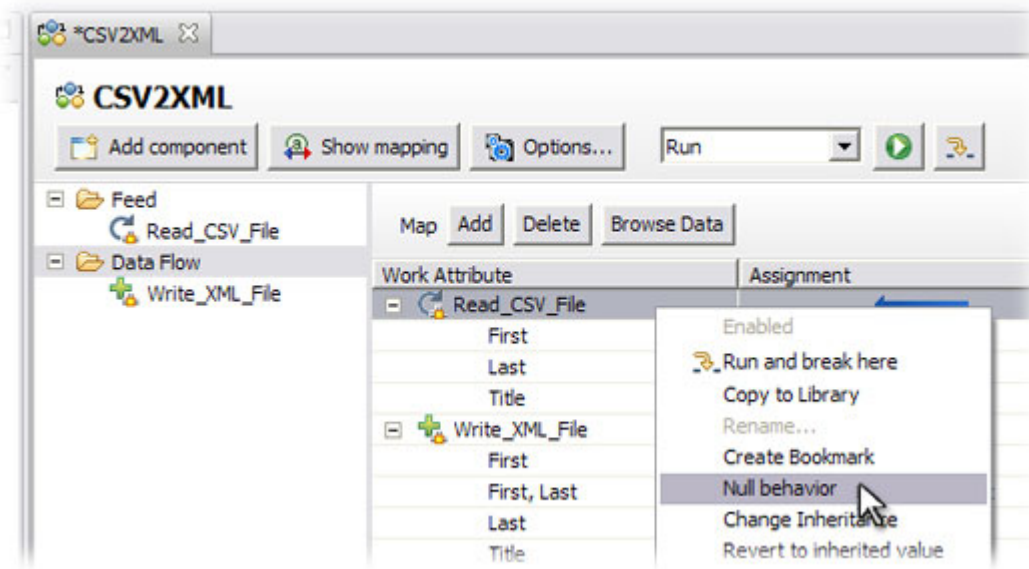 *CSV2XML
CSV2XML
Add component
Show mapping
Options...
Run
Feed
Read_CSV_File
Data Flow
Write_XML_File
Map
Add
Delete
Browse Data
Work Attribute
Assignment
Read_CSV_File
First
Last
Title
Write_XML_File
First
First, Last
Last
Title
Enabled
Run and break here
Copy to Library
Rename...
Create Bookmark
Null behavior
Change Inheritance
Revert to inherited value